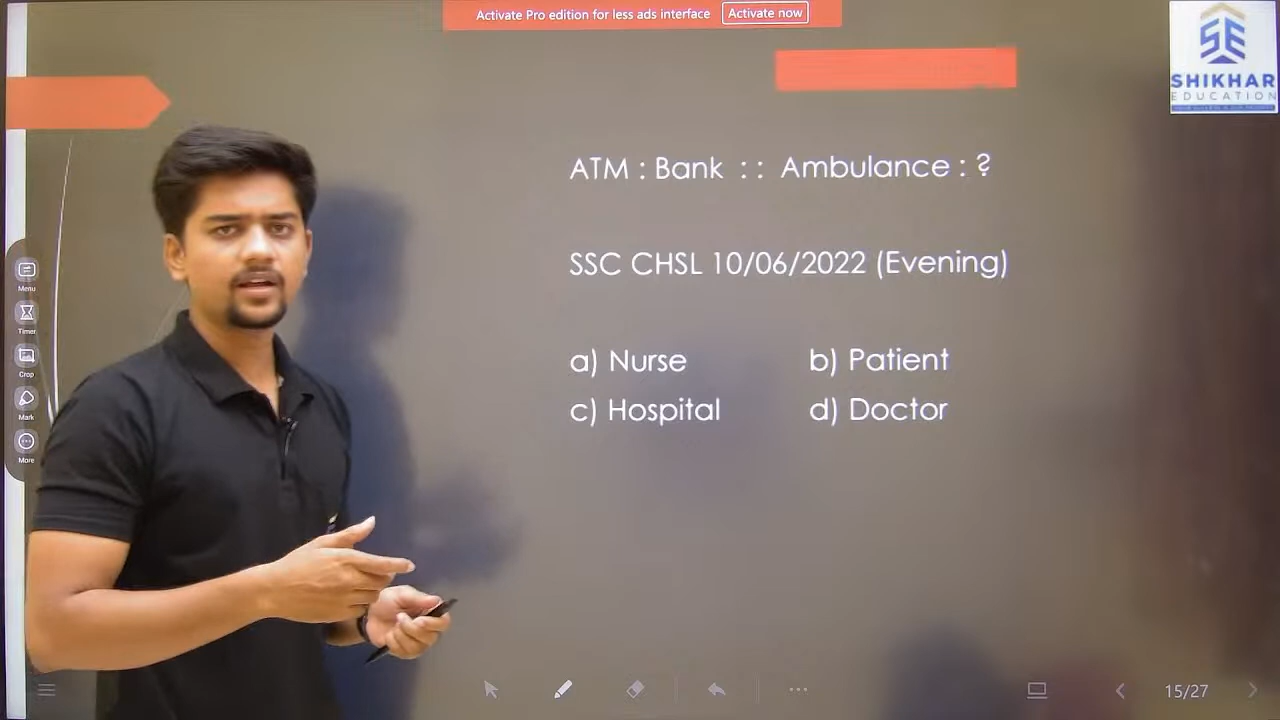 Activate Pro edition for less ads interface Activate now
SE
SHIKHAR
EDUCATION
ATM : Bank : : Ambulance : ?
SSC CHSL 10/06/2022 (Evening)
a) Nurse b) Patient
c) Hospital d) Doctor
Menu
Timer
Crop
Mark
More
15/27